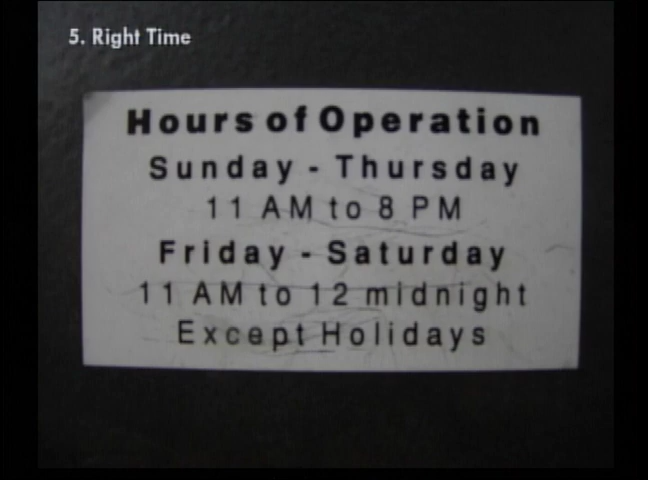 5. Right Time
Hours of Operation
Sunday - Thursday
11 AM to 8 PM
Friday - Saturday
11 AM to 12 midnight
Except Holidays